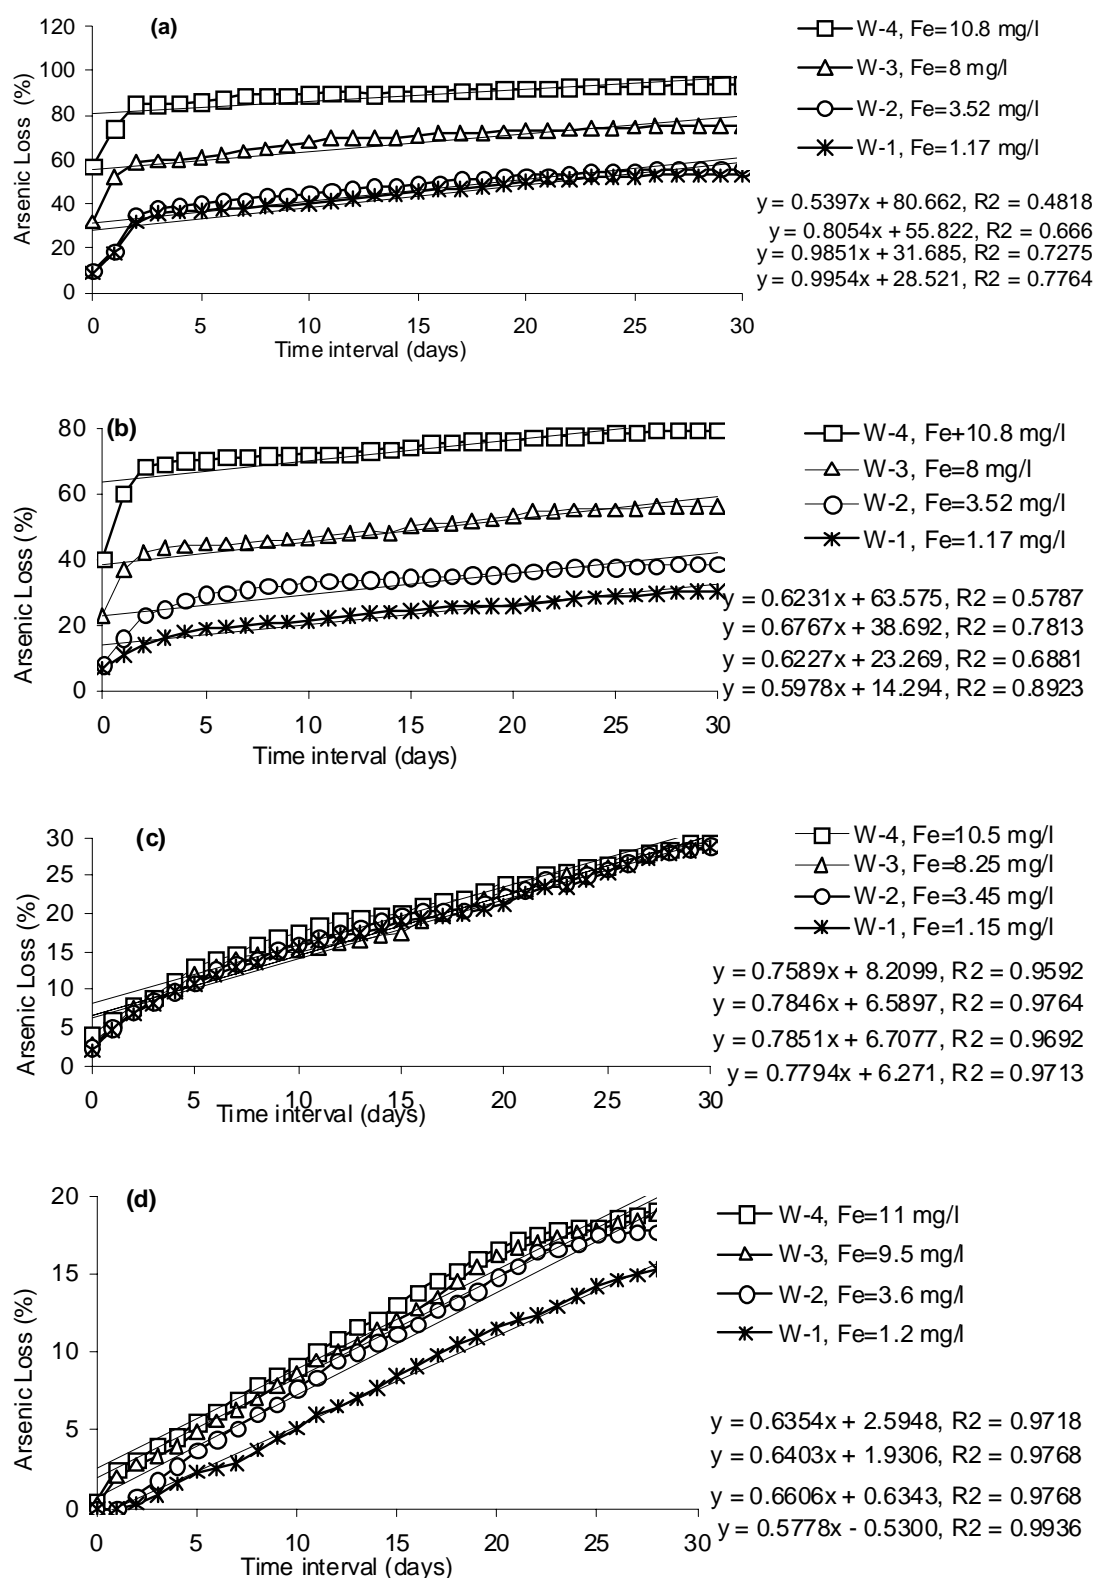 (a)
Arsenic Loss (%)
120
100
80
60
40
20
0
0 5 10 15 20 25 30
Time interval (days)
W-4, Fe=10.8 mg/l
W-3, Fe=8 mg/l
W-2, Fe=3.52 mg/l
W-1, Fe=1.17 mg/l
y = 0.5397x + 80.662, R2 = 0.4818
y = 0.8054x + 55.822, R2 = 0.666
y = 0.9851x + 31.685, R2 = 0.7275
y = 0.9954x + 28.521, R2 = 0.7764
(b)
Arsenic Loss (%)
80
60
40
20
0
0 5 10 15 20 25 30
Time interval (days)
W-4, Fe+10.8 mg/l
W-3, Fe=8 mg/l
W-2, Fe=3.52 mg/l
W-1, Fe=1.17 mg/l
y = 0.6231x + 63.575, R2 = 0.5787
y = 0.6767x + 38.692, R2 = 0.7813
y = 0.6227x + 23.269, R2 = 0.6881
y = 0.5978x + 14.294, R2 = 0.8923
(c)
Arsenic Loss (%)
30
25
20
15
10
5
0
0 5 10 15 20 25 30
Time interval (days)
W-4, Fe=10.5 mg/l
W-3, Fe=8.25 mg/l
W-2, Fe=3.45 mg/l
W-1, Fe=1.15 mg/l
y = 0.7589x + 8.2099, R2 = 0.9592
y = 0.7846x + 6.5897, R2 = 0.9764
y = 0.7851x + 6.7077, R2 = 0.9692
y = 0.7794x + 6.271, R2 = 0.9713
(d)
Arsenic Loss (%)
20
15
10
5
0
0 5 10 15 20 25 30
Time interval (days)
W-4, Fe=11 mg/l
W-3, Fe=9.5 mg/l
W-2, Fe=3.6 mg/l
W-1, Fe=1.2 mg/l
y = 0.6354x + 2.5948, R2 = 0.9718
y = 0.6403x + 1.9306, R2 = 0.9768
y = 0.6606x + 0.6343, R2 = 0.9768
y = 0.5778x - 0.5300, R2 = 0.9936